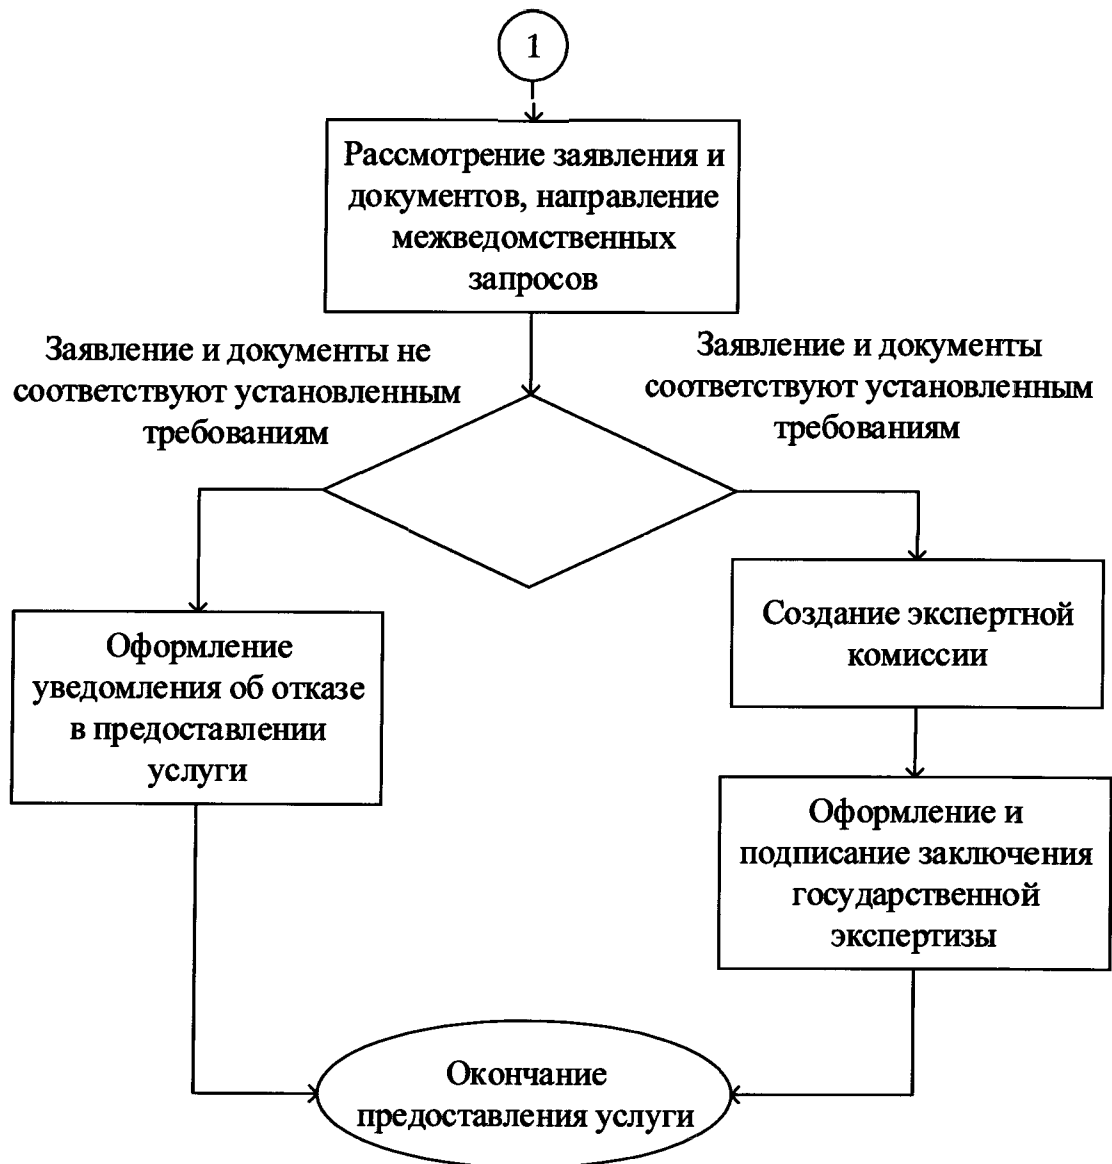 1
Рассмотрение заявления и
документов, направление
межведомственных
запросов
Заявление и документы не
соответствуют установленным
требованиям
Заявление и документы
соответствуют установленным
требованиям
Оформление
уведомления об отказе
в предоставлении
услуги
Создание экспертной
комиссии
Оформление и
подписание заключения
государственной
экспертизы
Окончание
предоставления услуги